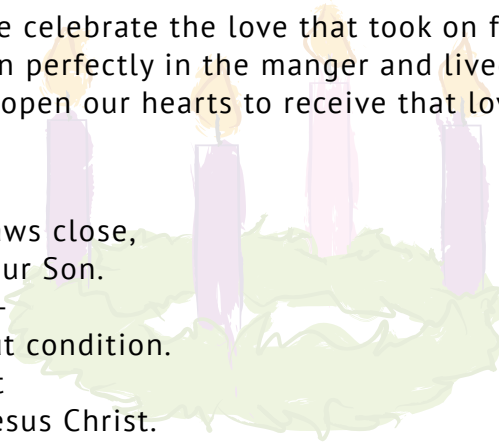 e celebrate the love that took on f
n perfectly in the manger and live
open our hearts to receive that lov
ws close,
ur Son.
-
t condition.
t
esus Christ.